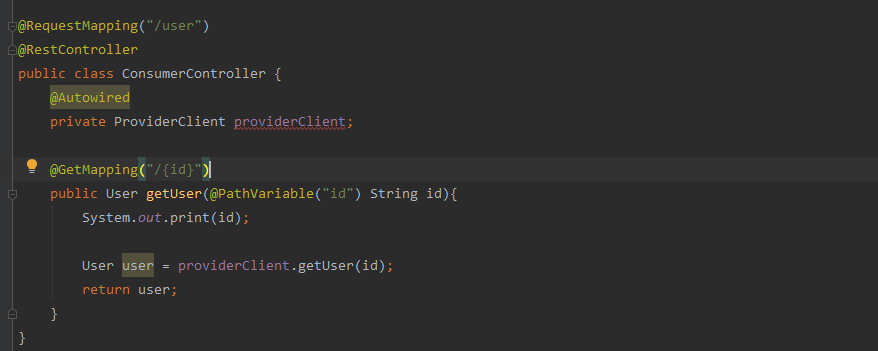 @RequestMapping("/user")
@RestController
public class ConsumerController {
@Autowired
private ProviderClient providerClient;
@GetMapping("/{id}")
public User getUser(@PathVariable("id") String id){
System.out.print(id);
User user = providerClient.getUser(id);
return user;
}
}